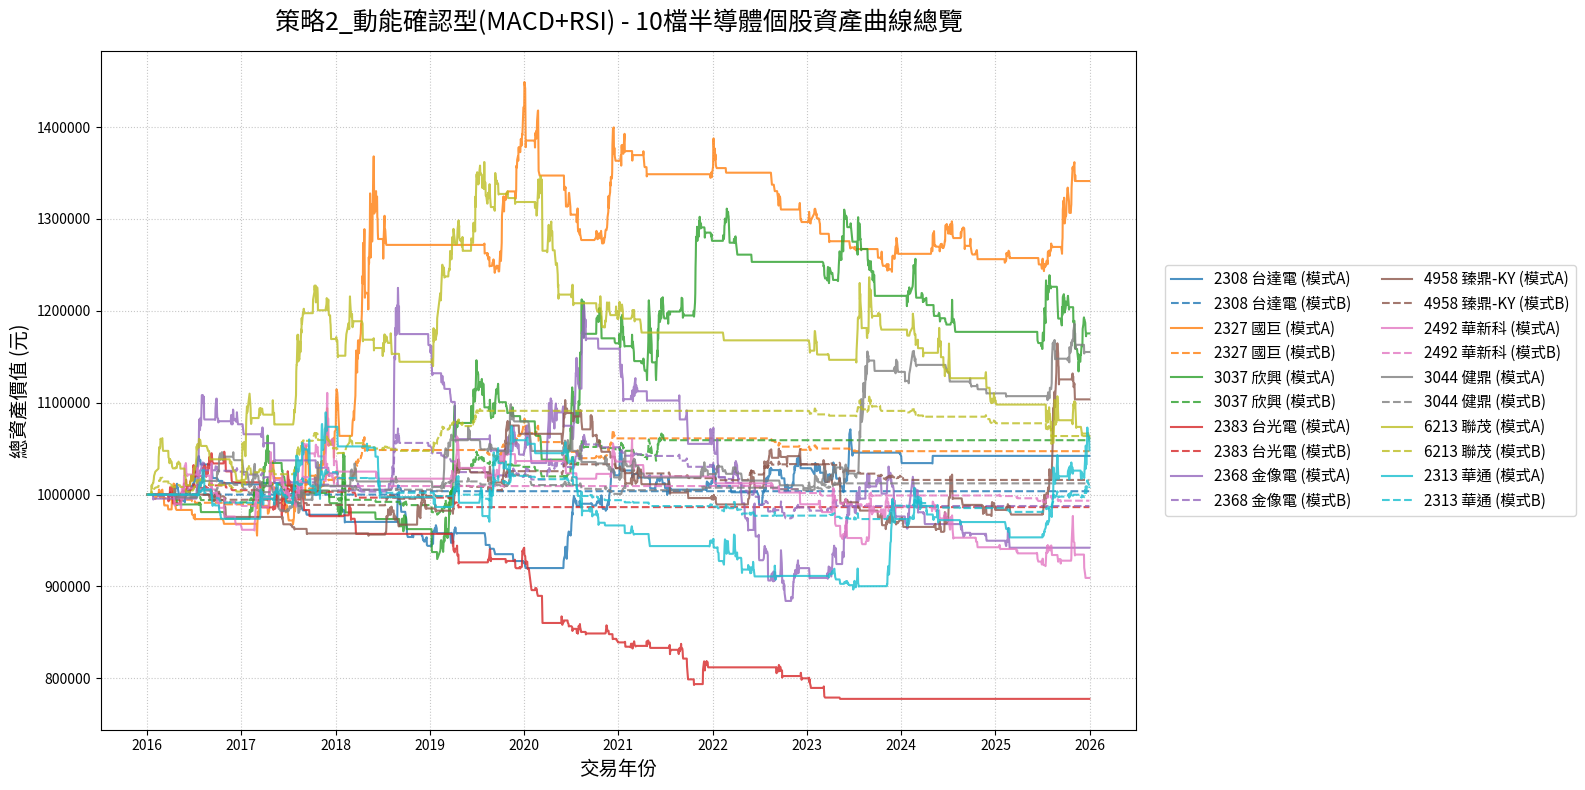 策略2_動能確認型(MACD+RSI) - 10檔半導體個股資產曲線總覽
總資產價值 (元)
1400000
1300000
1200000
1100000
1000000
900000
800000
2016 2017 2018 2019 2020 2021 2022 2023 2024 2025 2026
交易年份
2308 台達電 (模式A)
2308 台達電 (模式B)
2327 國巨 (模式A)
2327 國巨 (模式B)
3037 欣興 (模式A)
3037 欣興 (模式B)
2383 台光電 (模式A)
2383 台光電 (模式B)
2368 金像電 (模式A)
2368 金像電 (模式B)
4958 臻鼎-KY (模式A)
4958 臻鼎-KY (模式B)
2492 華新科 (模式A)
2492 華新科 (模式B)
3044 健鼎 (模式A)
3044 健鼎 (模式B)
6213 聯茂 (模式A)
6213 聯茂 (模式B)
2313 華通 (模式A)
2313 華通 (模式B)